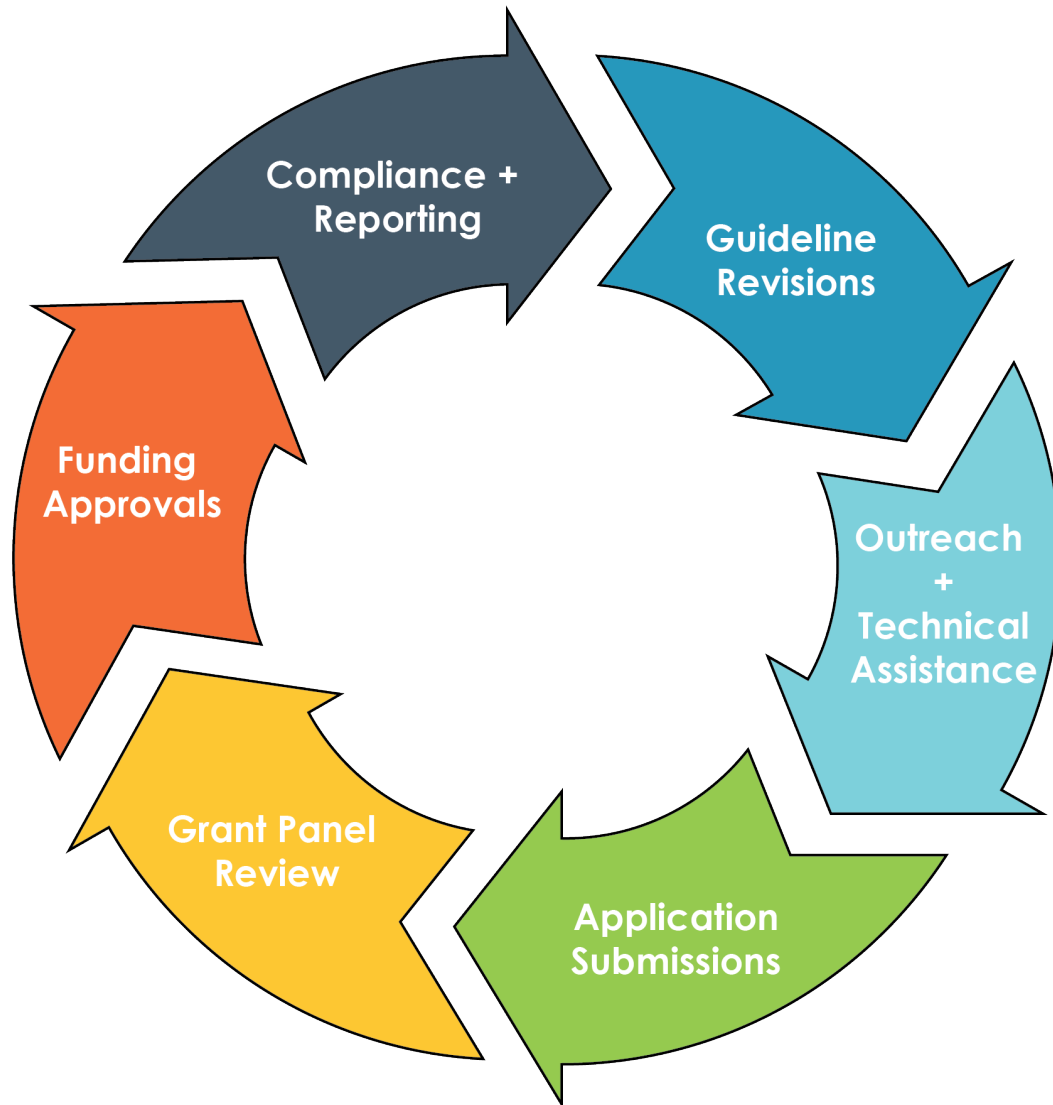 Compliance +
Reporting
Guideline
Revisions
Outreach
+
Technical
Assistance
Application
Submissions
Grant Panel
Review
Funding
Approvals